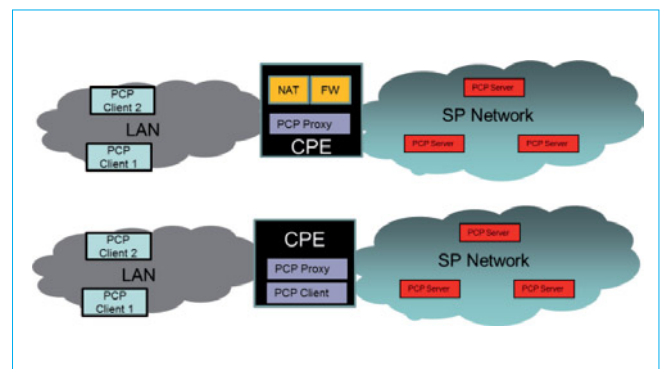 PCP
Client 2
LAN
PCP
Client 1
NAT
FW
PCP Proxy
CPE
PCP Server
SP Network
PCP Server
PCP Server
PCP
Client 2
LAN
PCP
Client 1
CPE
PCP Proxy
PCP Client
PCP Server
SP Network
PCP Server
PCP Server